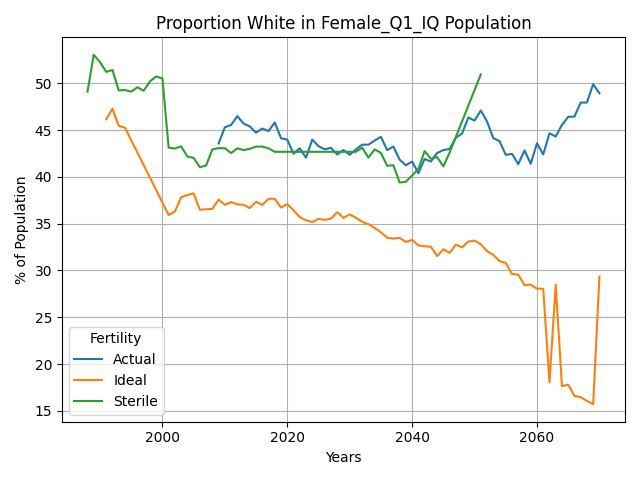 Proportion White in Female_Q1_IQ Population
% of Population
50
45
40
35
30
25
20
15
Fertility
Actual
Ideal
Sterile
2000 2020 2040 2060
Years